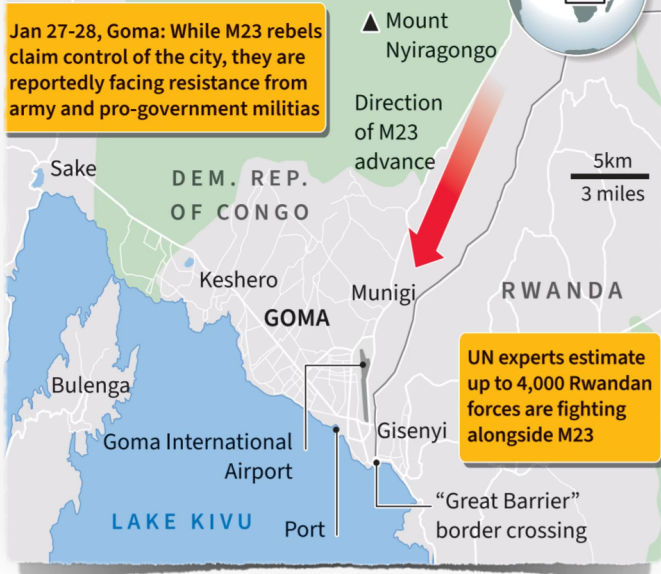 Jan 27-28, Goma: While M23 rebels
claim control of the city, they are
reportedly facing resistance from
army and pro-government militias
Mount
Nyiragongo
Direction
of M23
advance
5km
3 miles
Sake
DEM. REP.
OF CONGO
Keshero
Munigi
RWANDA
GOMA
UN experts estimate
up to 4,000 Rwandan
forces are fighting
alongside M23
Bulenga
Gisenyi
Goma International
Airport
"Great Barrier"
border crossing
LAKE KIVU
Port